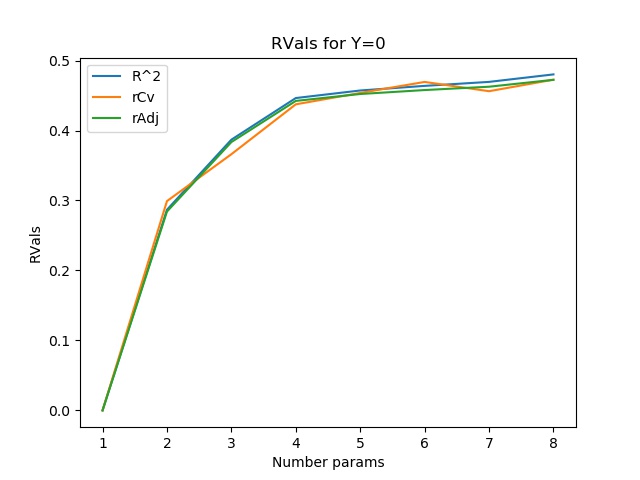 RVals for Y=0
R^2
rCv
rAdj
RVals
0.5
0.4
0.3
0.2
0.1
0.0
1 2 3 4 5 6 7 8
Number params